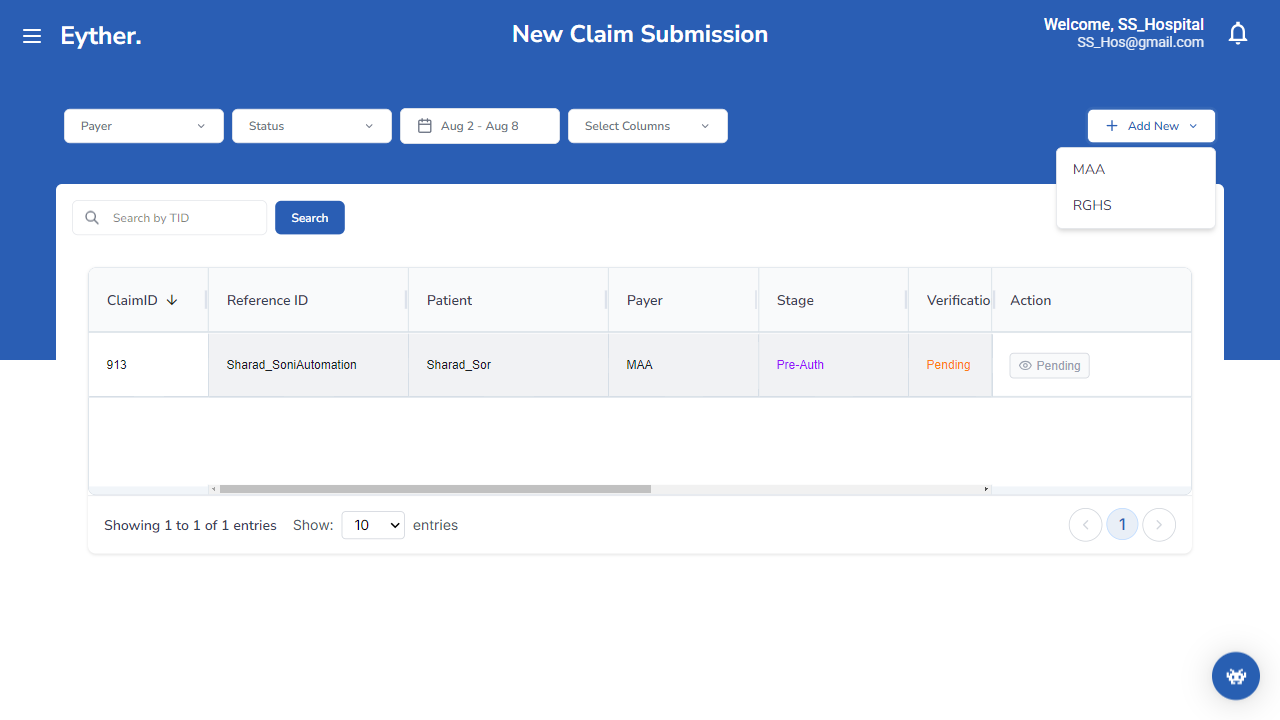 Eyther.
New Claim Submission
Welcome, SS_Hospital
SS_Hos@gmail.com
Payer
Status
Aug 2 - Aug 8
Select Columns
Add New
MAA
RGHS
Search by TID
Search
ClaimID
Reference ID
Patient
Payer
Stage
Verificatio
Action
913
Sharad_SoniAutomation
Sharad_Sor
MAA
Pre-Auth
Pending
Pending
Showing 1 to 1 of 1 entries
Show:
10
entries
1